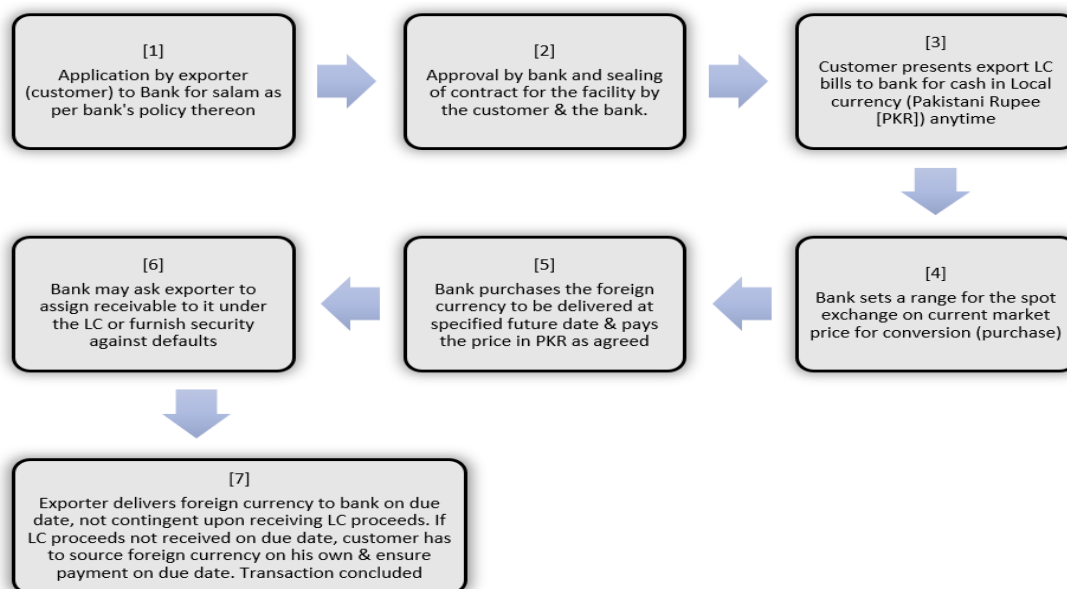 [1]
Application by exporter
(customer) to Bank for salam as
per bank's policy thereon
[2]
Approval by bank and sealing
of contract for the facility by
the customer & the bank.
[3]
Customer presents export LC
bills to bank for cash in Local
currency (Pakistani Rupee
[PKR]) anytime
[4]
Bank sets a range for the spot
exchange on current market
price for conversion (purchase)
[5]
Bank purchases the foreign
currency to be delivered at
specified future date & pays
the price in PKR as agreed
[6]
Bank may ask exporter to
assign receivable to it under
the LC or furnish security
against defaults
[7]
Exporter delivers foreign currency to bank on due
date, not contingent upon receiving LC proceeds. If
LC proceeds not received on due date, customer has
to source foreign currency on his own & ensure
payment on due date. Transaction concluded